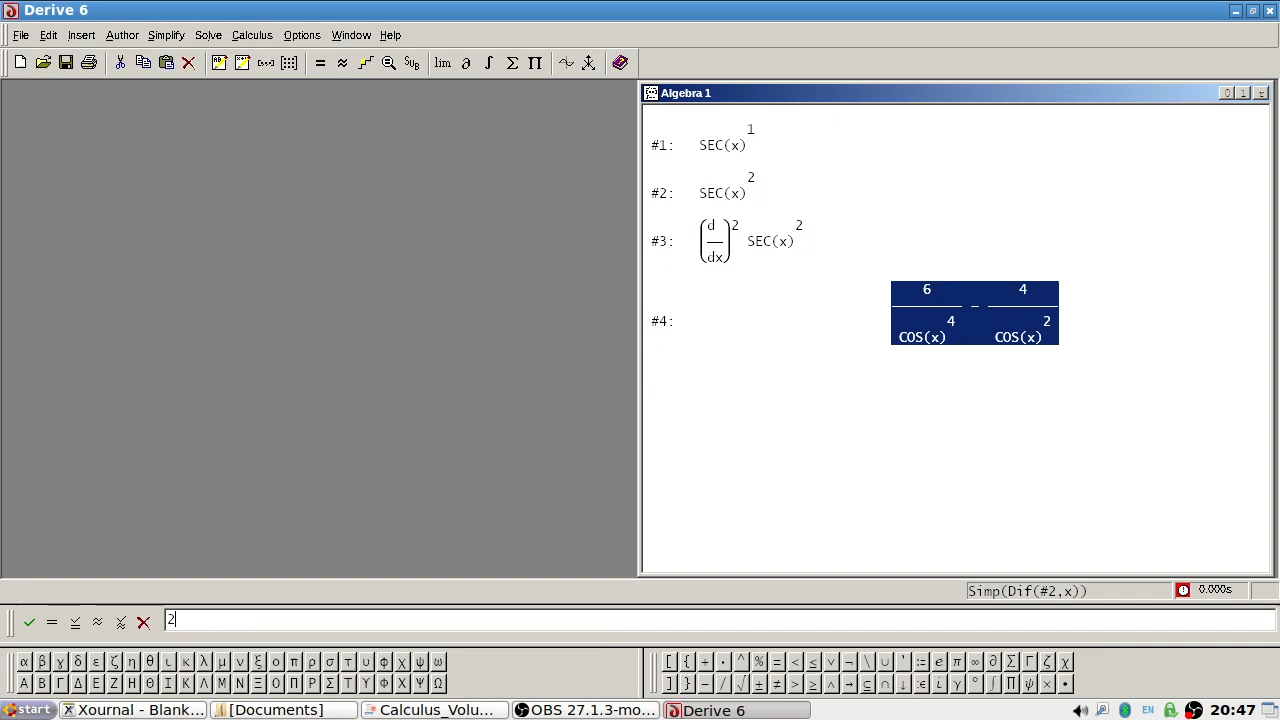 Derive 6
File Edit Insert Author Simplify Solve Calculus Options Window Help
= ≈ SUB lim ∂ ∫ Σ Π
Algebra 1
1
#1: SEC(x)
2
#2: SEC(x)
d 2 2
#3: SEC(x)
dx
6 4
#4: —
4 2
COS(x) COS(x)
Simp(Dif(#2,x)) 0.000s
2
α β γ δ ε ζ η θ ι κ λ μ ν ξ ο π ρ σ τ υ φ χ ψ ω
[ { + · ^ % = < ≤ ∨ ¬ \ ∪ ' :∈ e π ∞ ∂ ∑ Γ ζ χ
Α Β Γ Δ Ε Ζ Η Θ Ι Κ Λ Μ Ν Ξ Ο Π Ρ Σ Τ Υ Φ Χ Ψ Ω
] } − / √ ± ≠ > ≥ ∧ → ⊆ ∩ ↓ :∈ i γ ° ∫ ∏ ψ × •
start Xournal - Blank... [Documents] Calculus_Volu... OBS 27.1.3-mo... Derive 6 EN 20:47